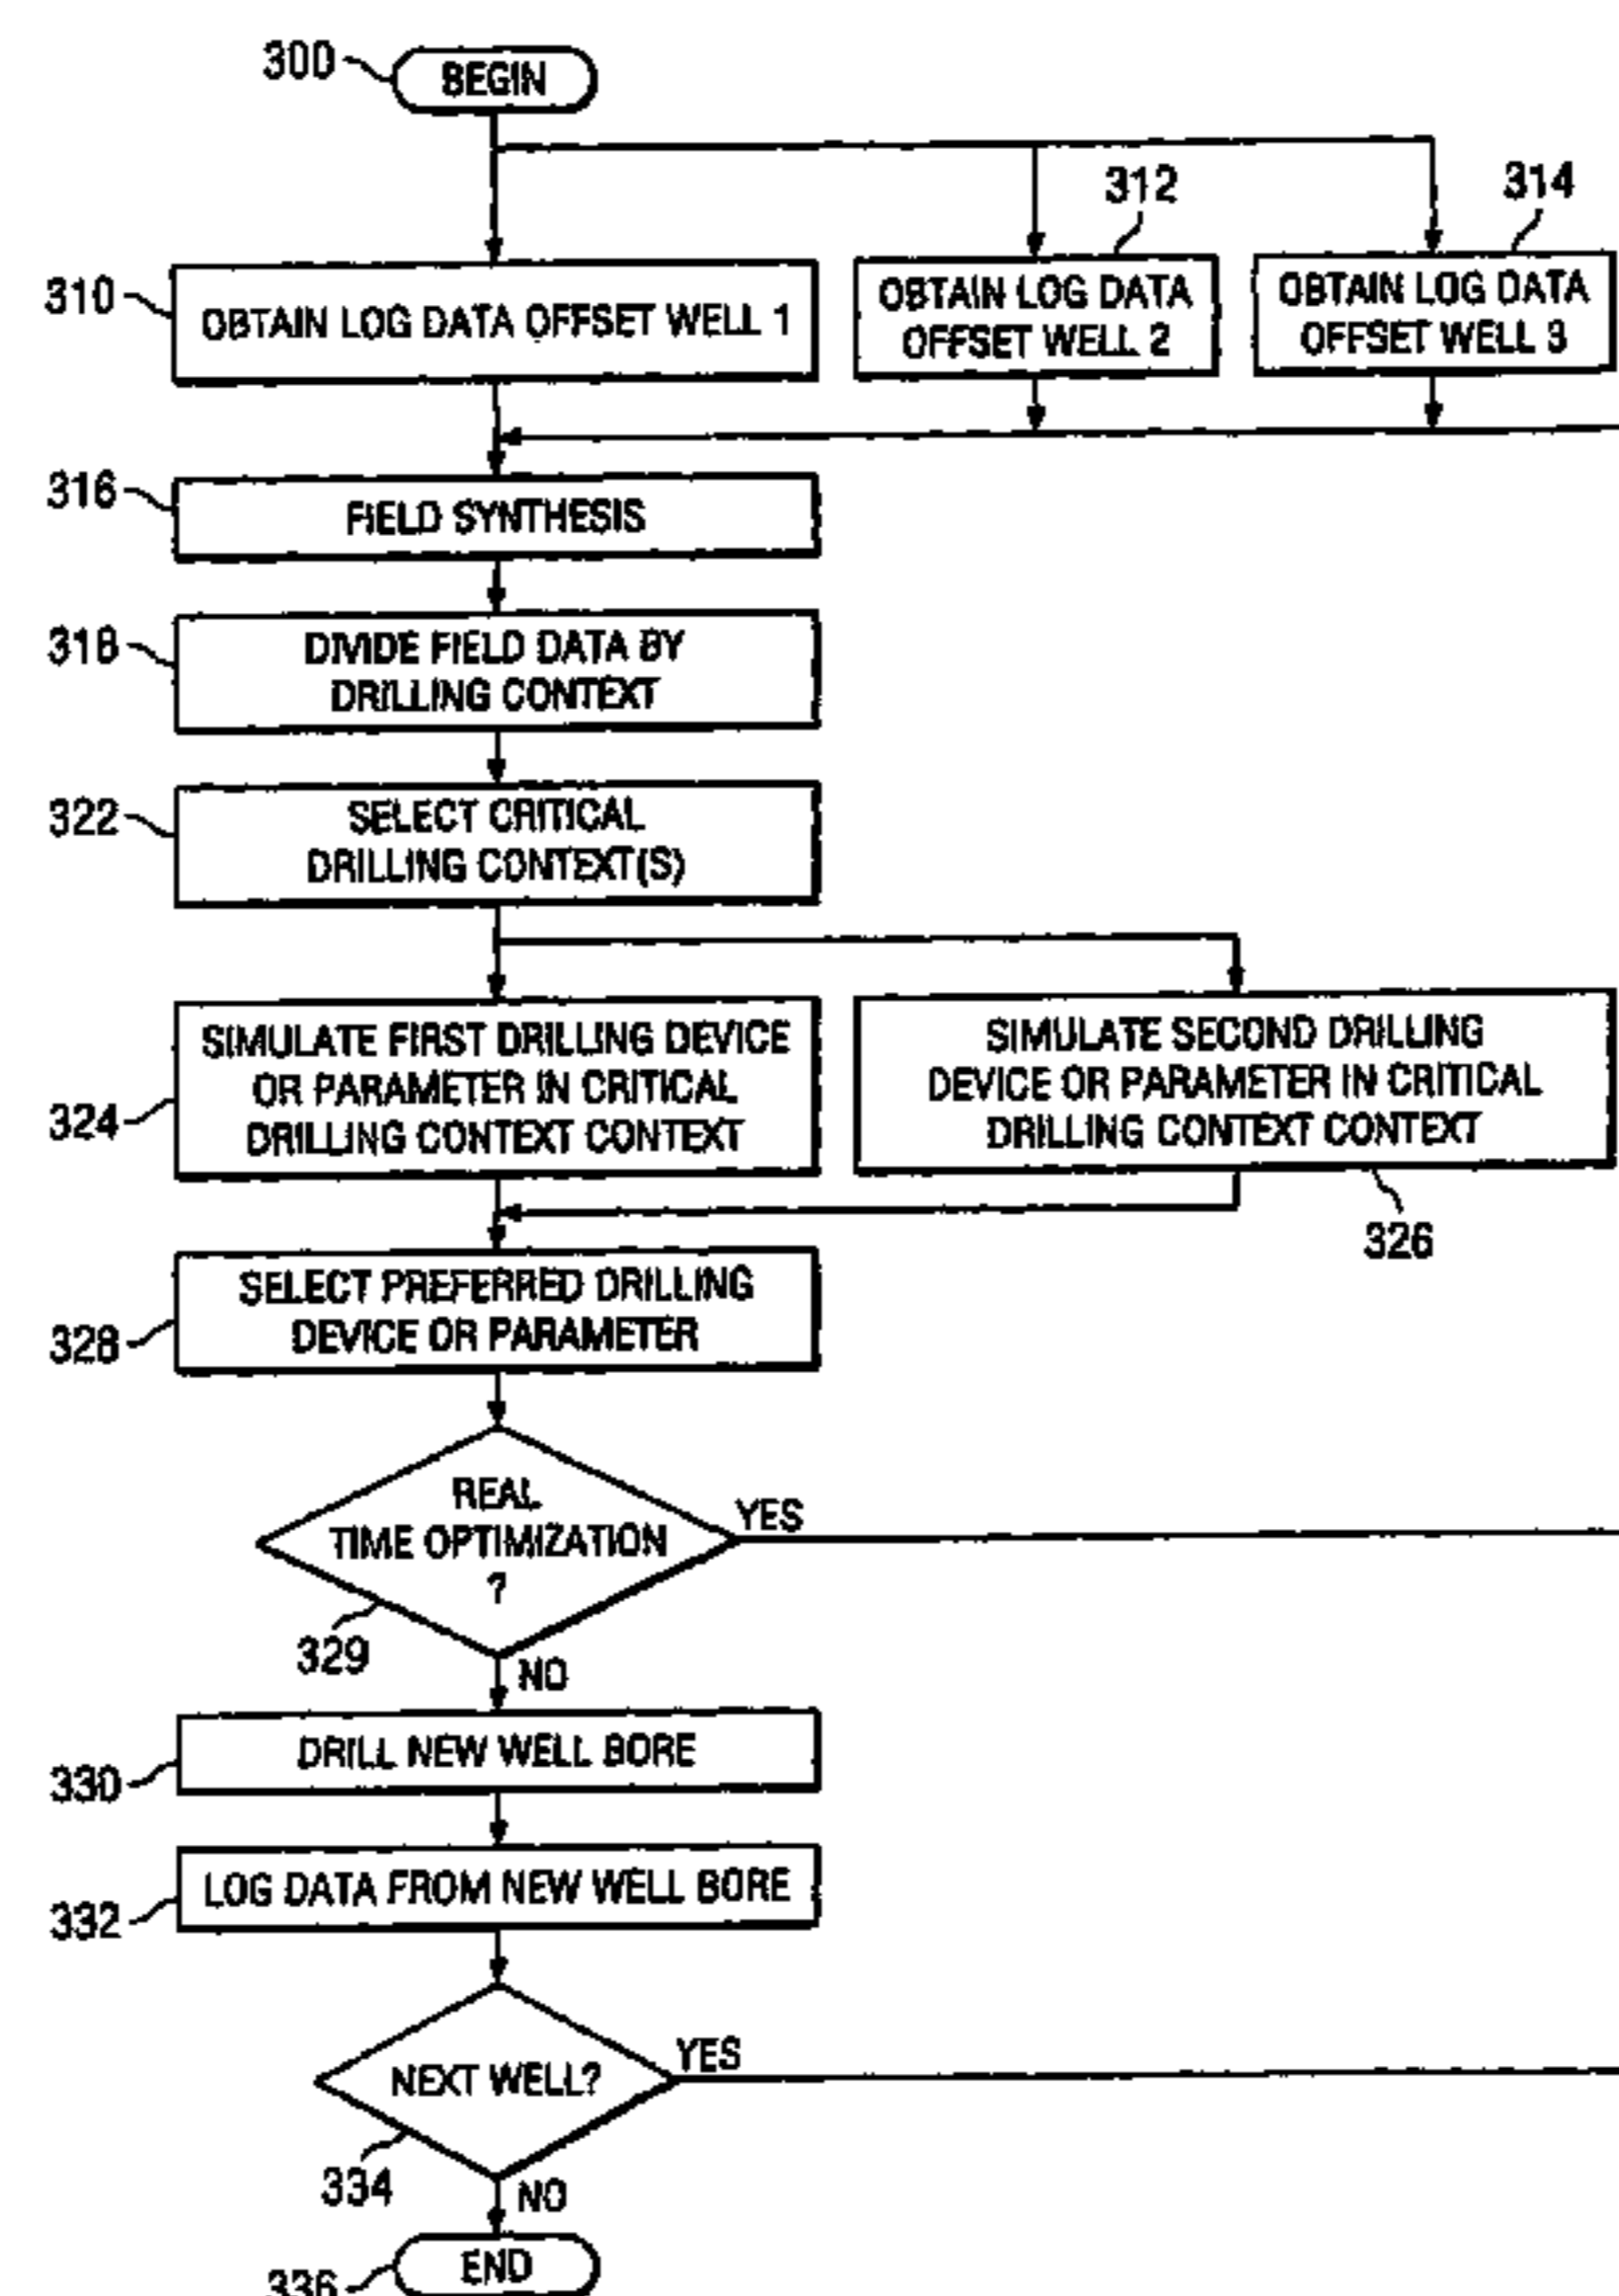 300
BEGIN
312
314
310
OBTAIN LOG DATA OFFSET WELL 1
OBTAIN LOG DATA
OFFSET WELL 2
OBTAIN LOG DATA
OFFSET WELL 3
316
FIELD SYNTHESIS
318
DIVIDE FIELD DATA BY
DRILLING CONTEXT
322
SELECT CRITICAL
DRILLING CONTEXT(S)
324
SIMULATE FIRST DRILLING DEVICE
OR PARAMETER IN CRITICAL
DRILLING CONTEXT CONTEXT
SIMULATE SECOND DRILLING
DEVICE OR PARAMETER IN CRITICAL
DRILLING CONTEXT CONTEXT
326
328
SELECT PREFERRED DRILLING
DEVICE OR PARAMETER
REAL
TIME OPTIMIZATION
?
YES
329
NO
330
DRILL NEW WELL BORE
332
LOG DATA FROM NEW WELL BORE
NEXT WELL?
YES
334
NO
336
END